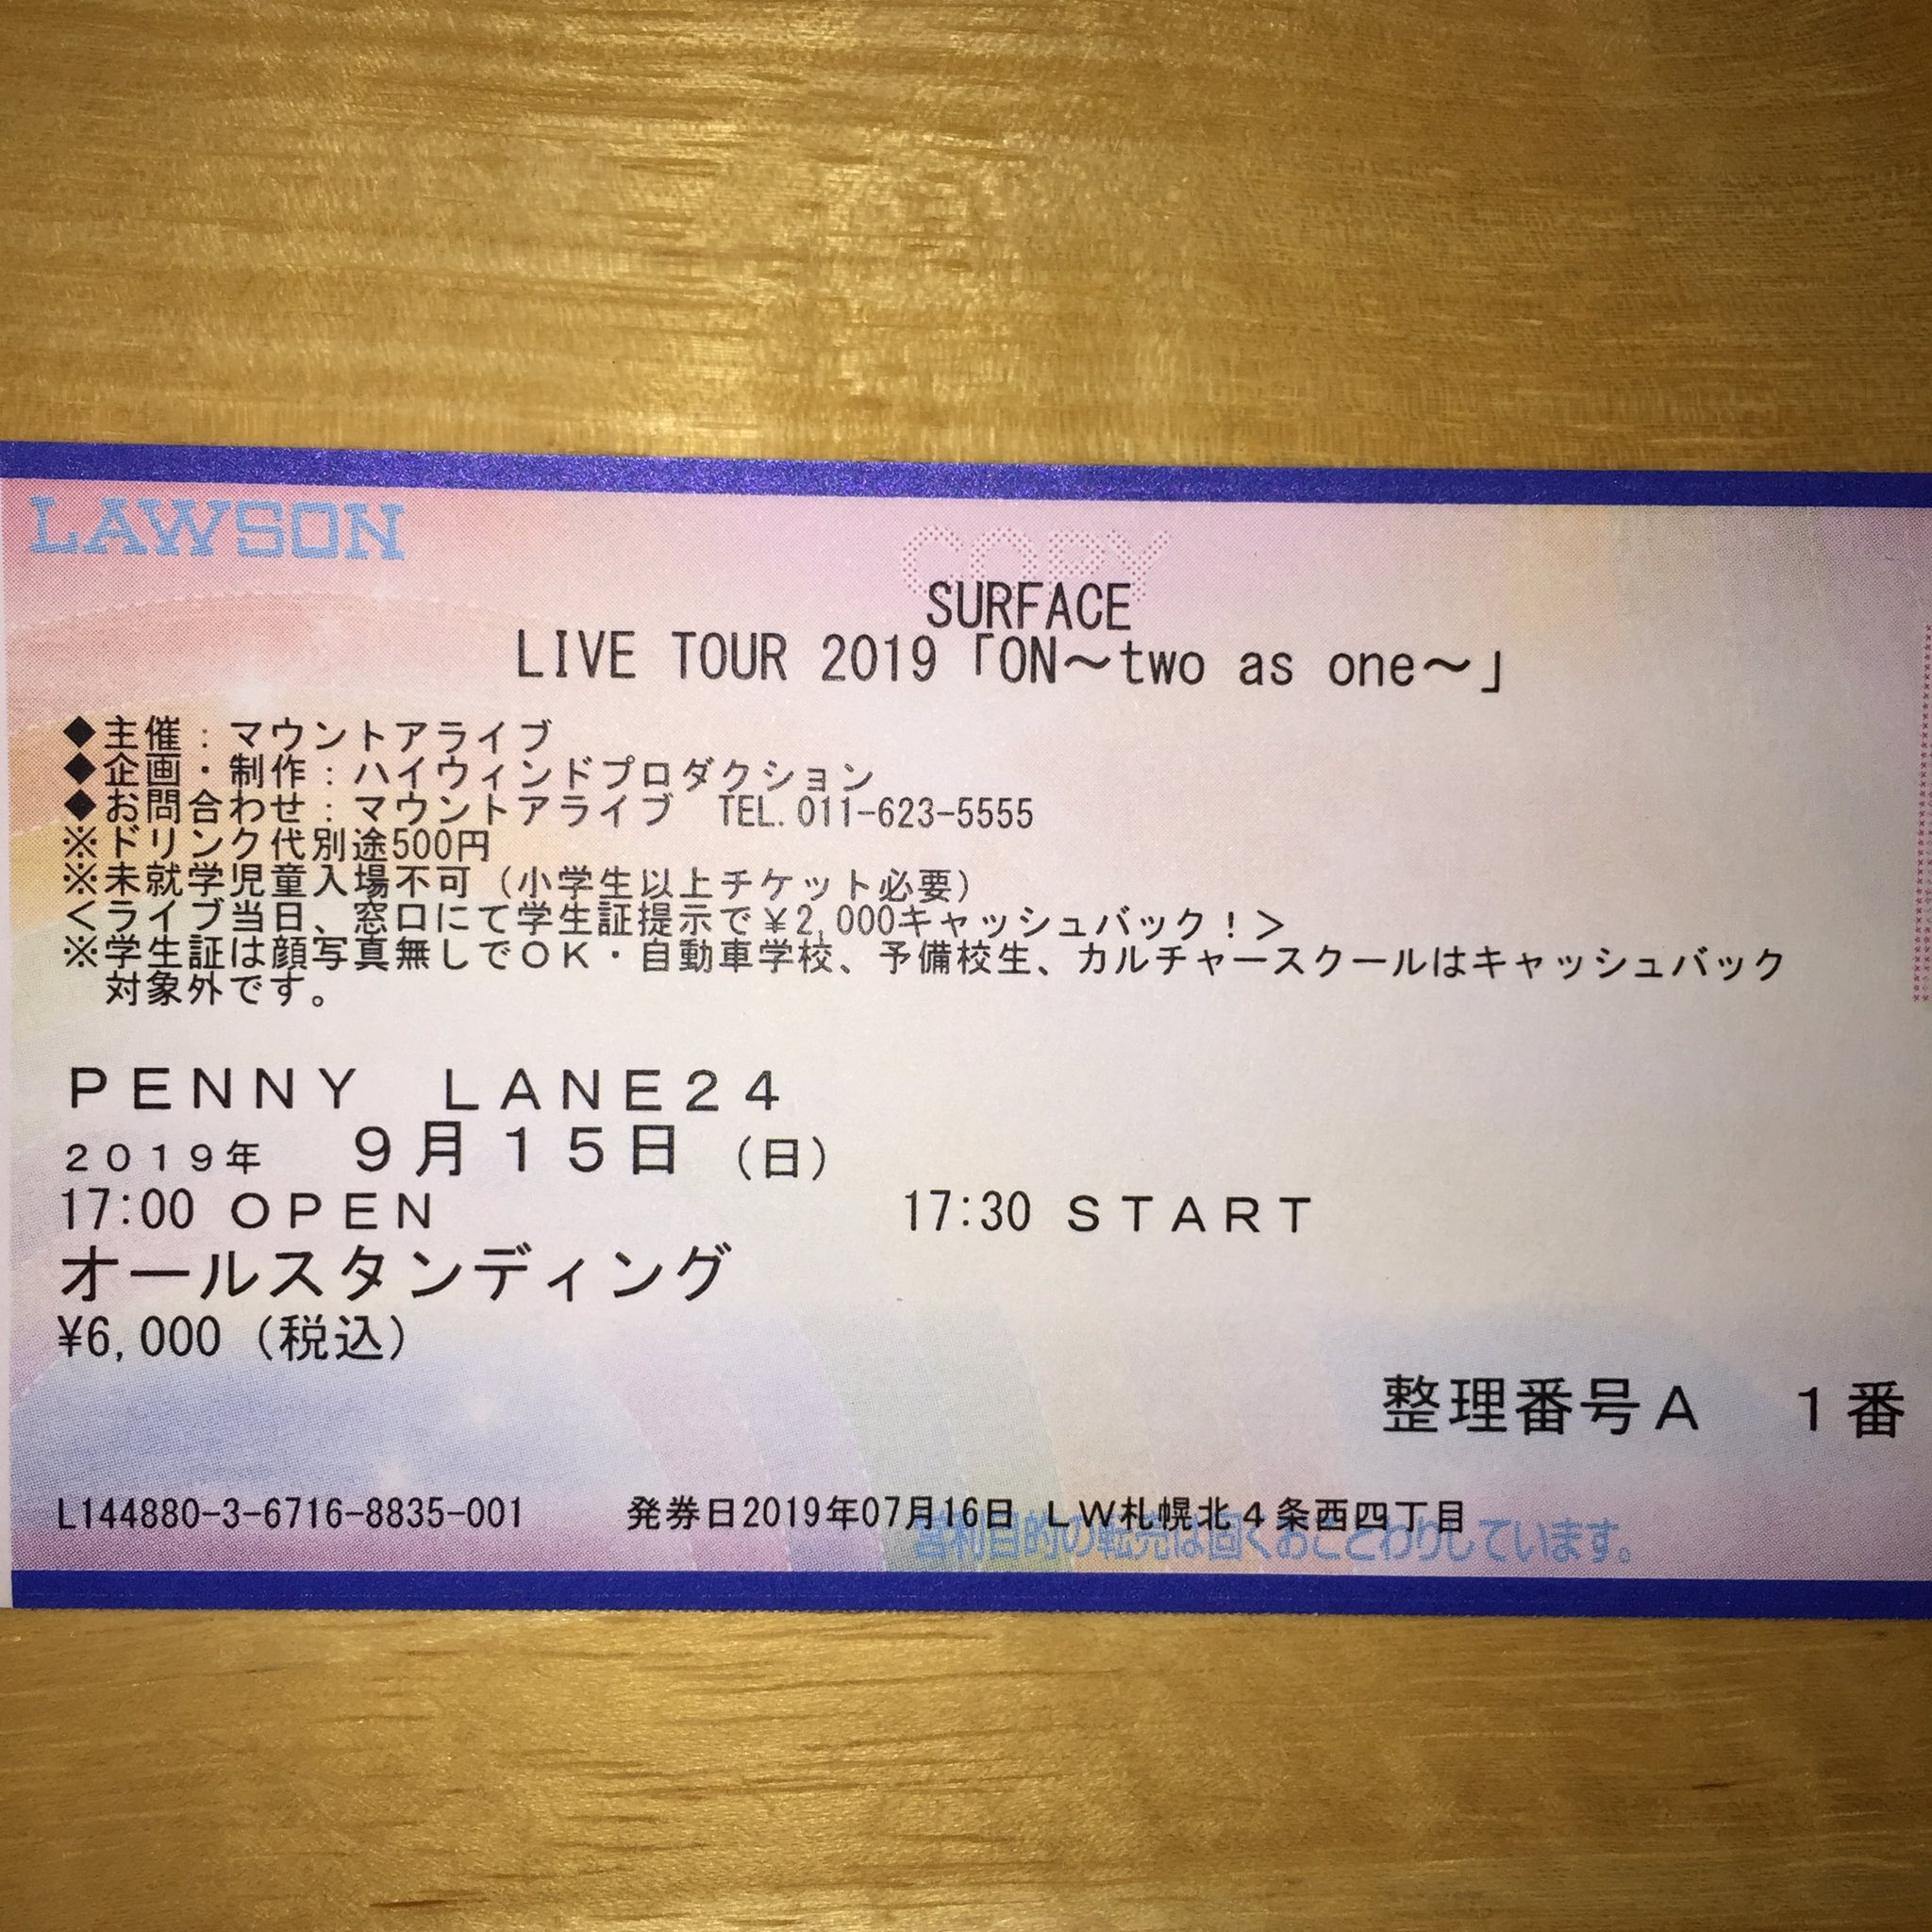 LAWSON
COPY
SURFACE
LIVE TOUR 2019「ON～two as one～」
◆主催：マウントアライブ
◆企画・制作：ハイウィンドプロダクション
◆お問合わせ：マウントアライブ　TEL.011-623-5555
※ドリンク代別途500円
※未就学児童入場不可（小学生以上チケット必要）
＜ライブ当日、窓口にて学生証提示で￥2,000キャッシュバック！＞
※学生証は顔写真無しでＯＫ・自動車学校、予備校生、カルチャースクールはキャッシュバック
対象外です。
ＰＥＮＮＹ　ＬＡＮＥ２４
２０１９年　９月１５日（日）
17:00 ＯＰＥＮ　17:30 ＳＴＡＲＴ
オールスタンディング
¥6,000（税込）
整理番号Ａ　１番
L144880-3-6716-8835-001　発券日2019年07月16日 ＬＷ札幌北４条西四丁目
営利目的の転売は固くおことわりしています。